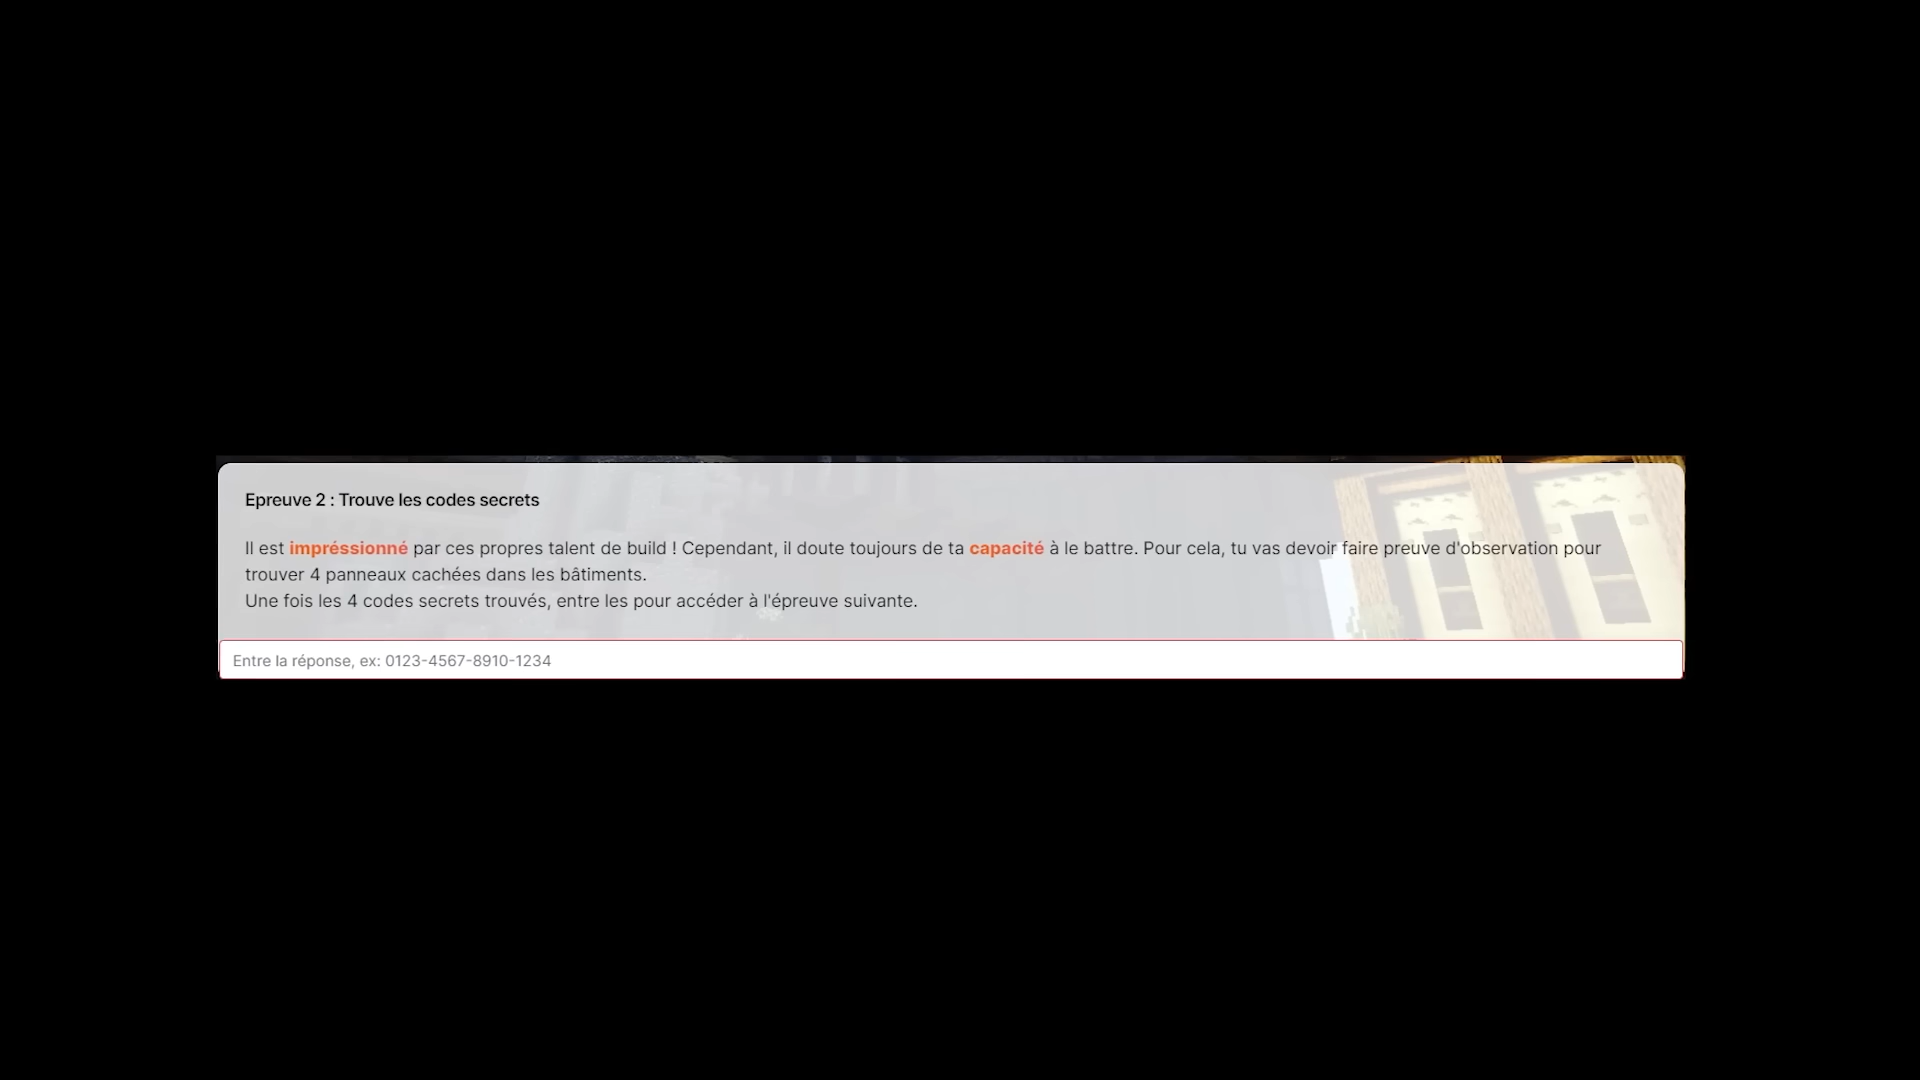 Epreuve 2 : Trouve les codes secrets
Il est impréssionné par ces propres talent de build ! Cependant, il doute toujours de ta capacité à le battre. Pour cela, tu vas devoir faire preuve d'observation pour
trouver 4 panneaux cachées dans les bâtiments.
Une fois les 4 codes secrets trouvés, entre les pour accéder à l'épreuve suivante.
Entre la réponse, ex: 0123-4567-8910-1234